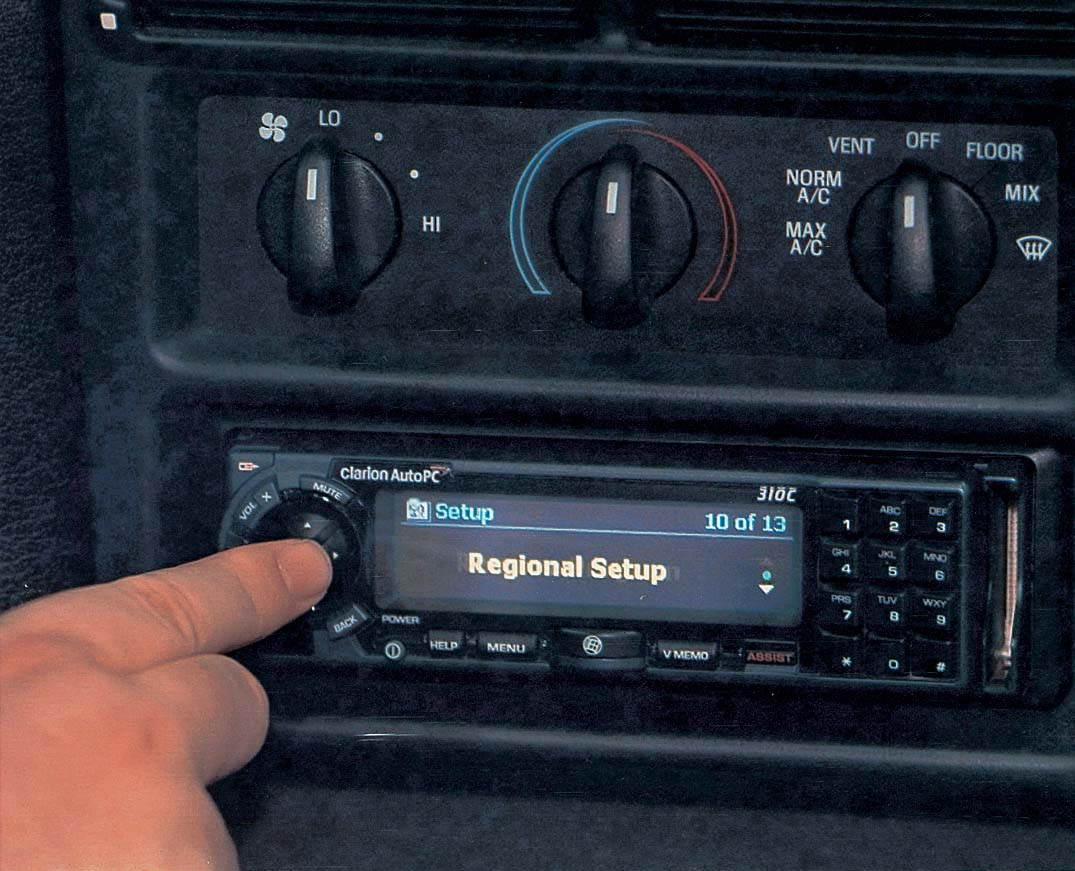 LO
HI
VENT
OFF
FLOOR
NORM
A/C
MIX
MAX
A/C
Clarion AutoPC
310C
VOL
+
MUTE
BACK
Setup
10 of 13
Regional Setup
POWER
HELP
MENU
V MEMO
ASSIST
1
ABC
2
DEF
3
GHI
4
JKL
5
MNO
6
PRS
7
TUV
8
WXY
9
*
0
#